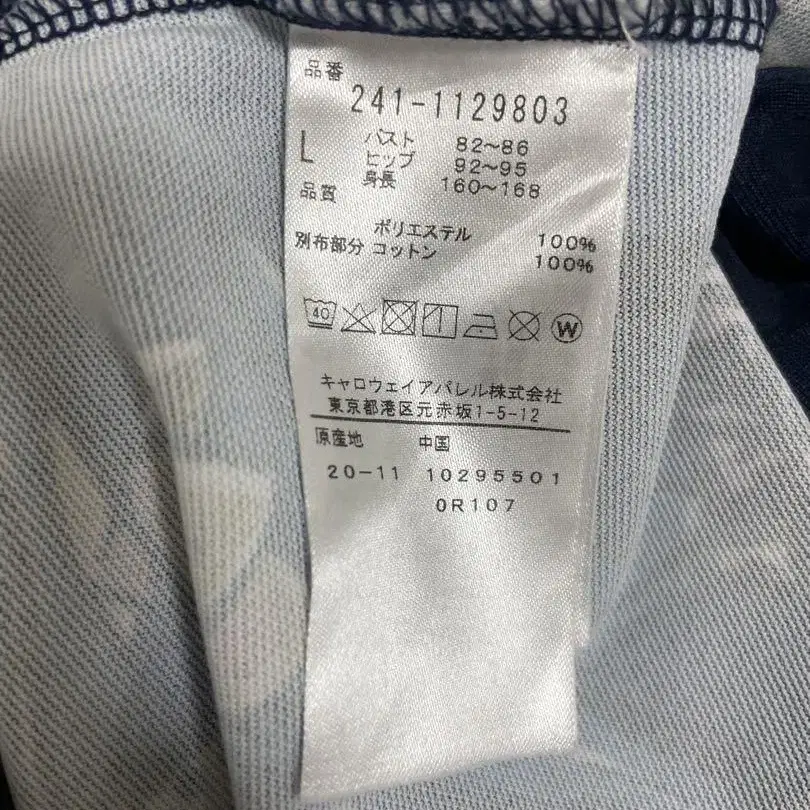 品番
241-1129803
L バスト 82~86
ヒップ 92~95
身長 160~168
品質
ポリエステル 100%
別布部分 コットン 100%
40 W
キャロウェイアパレル株式会社
東京都港区元赤坂1-5-12
原産地 中国
20-11 10295501
0R107